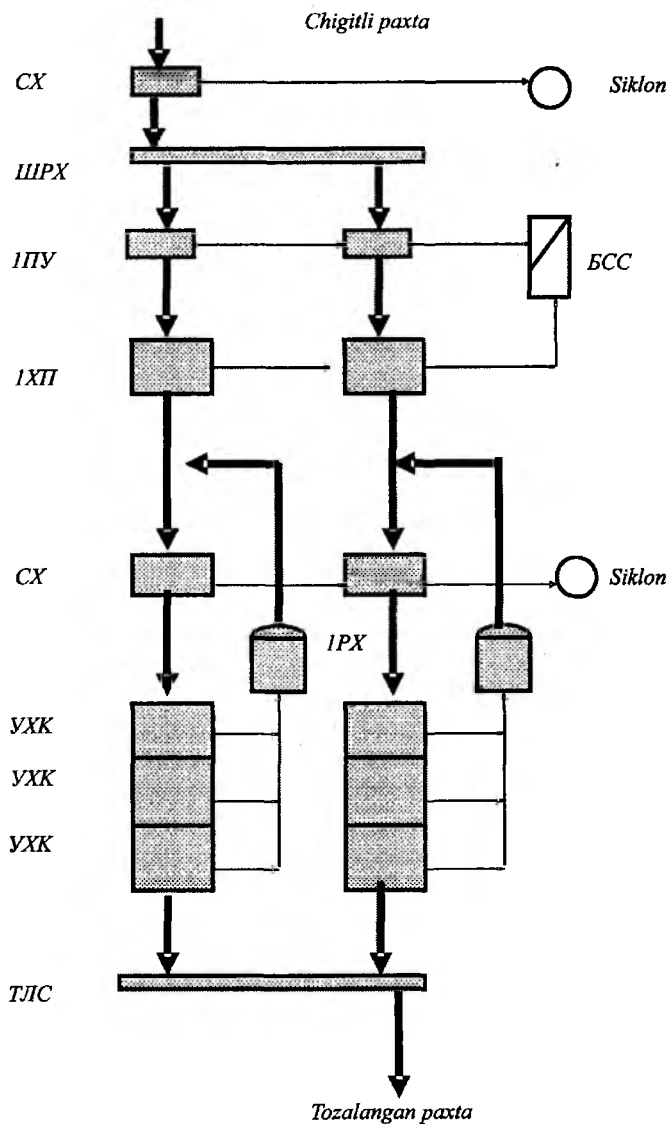 Chigitli paxta
СХ
Siklon
ШРХ
1ПУ
БСС
1ХП
СХ
Siklon
1РХ
УХК
УХК
УХК
ТЛС
Tozalangan paxta